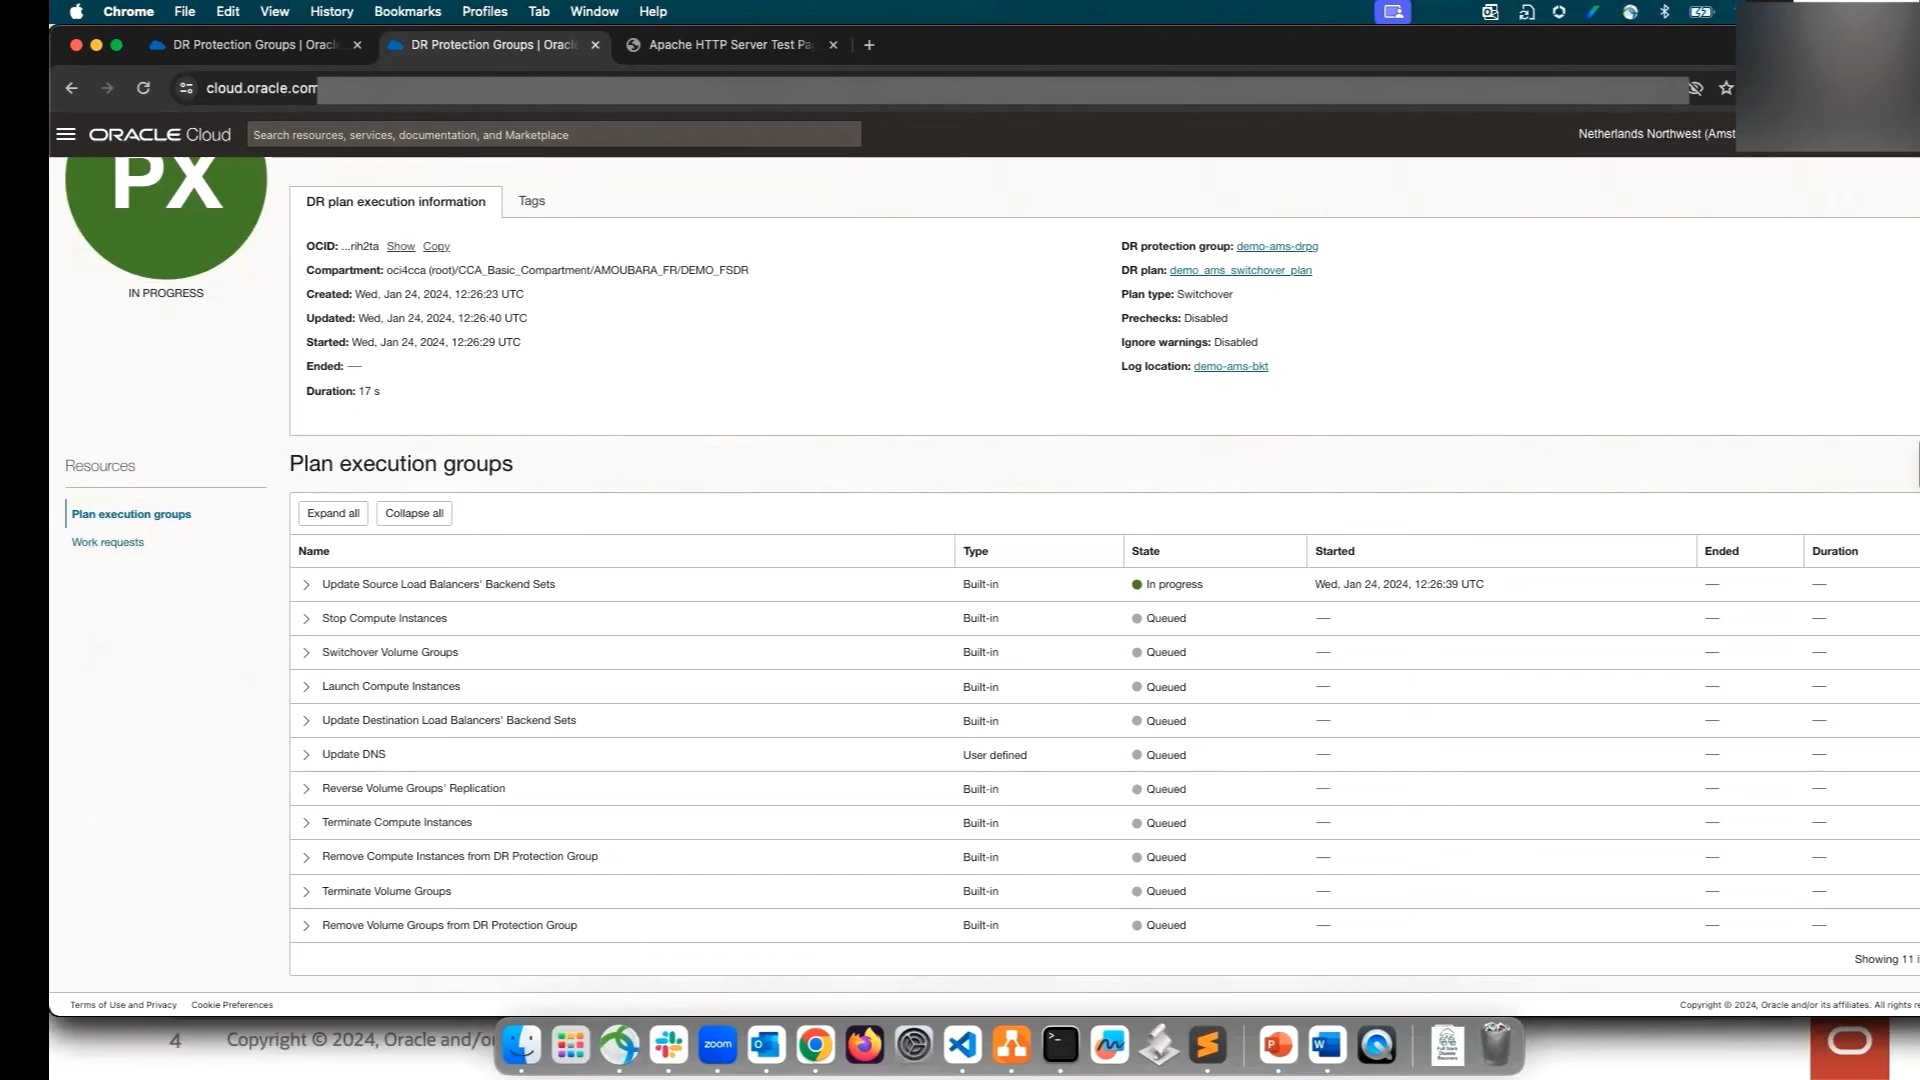 Chrome File Edit View History Bookmarks Profiles Tab Window Help
DR Protection Groups | Oracle
DR Protection Groups | Oracle
Apache HTTP Server Test Pa
cloud.oracle.com
ORACLE Cloud
Search resources, services, documentation, and Marketplace
Netherlands Northwest (Amst
PX
IN PROGRESS
DR plan execution information
Tags
OCID: ...rih2ta Show Copy
Compartment: oci4cca (root)/CCA_Basic_Compartment/AMOUBARA_FR/DEMO_FSDR
Created: Wed, Jan 24, 2024, 12:26:23 UTC
Updated: Wed, Jan 24, 2024, 12:26:40 UTC
Started: Wed, Jan 24, 2024, 12:26:29 UTC
Ended: —
Duration: 17 s
DR protection group: demo-ams-drpg
DR plan: demo_ams_switchover_plan
Plan type: Switchover
Prechecks: Disabled
Ignore warnings: Disabled
Log location: demo-ams-bkt
Resources
Plan execution groups
Work requests
Plan execution groups
Expand all Collapse all
Name Type State Started Ended Duration
Update Source Load Balancers' Backend Sets Built-in In progress Wed, Jan 24, 2024, 12:26:39 UTC — —
Stop Compute Instances Built-in Queued — — —
Switchover Volume Groups Built-in Queued — — —
Launch Compute Instances Built-in Queued — — —
Update Destination Load Balancers' Backend Sets Built-in Queued — — —
Update DNS User defined Queued — — —
Reverse Volume Groups' Replication Built-in Queued — — —
Terminate Compute Instances Built-in Queued — — —
Remove Compute Instances from DR Protection Group Built-in Queued — — —
Terminate Volume Groups Built-in Queued — — —
Remove Volume Groups from DR Protection Group Built-in Queued — — —
Showing 11 i
Terms of Use and Privacy Cookie Preferences
Copyright © 2024, Oracle and/or its affiliates. All rights re
4 Copyright © 2024, Oracle and/or
zoom